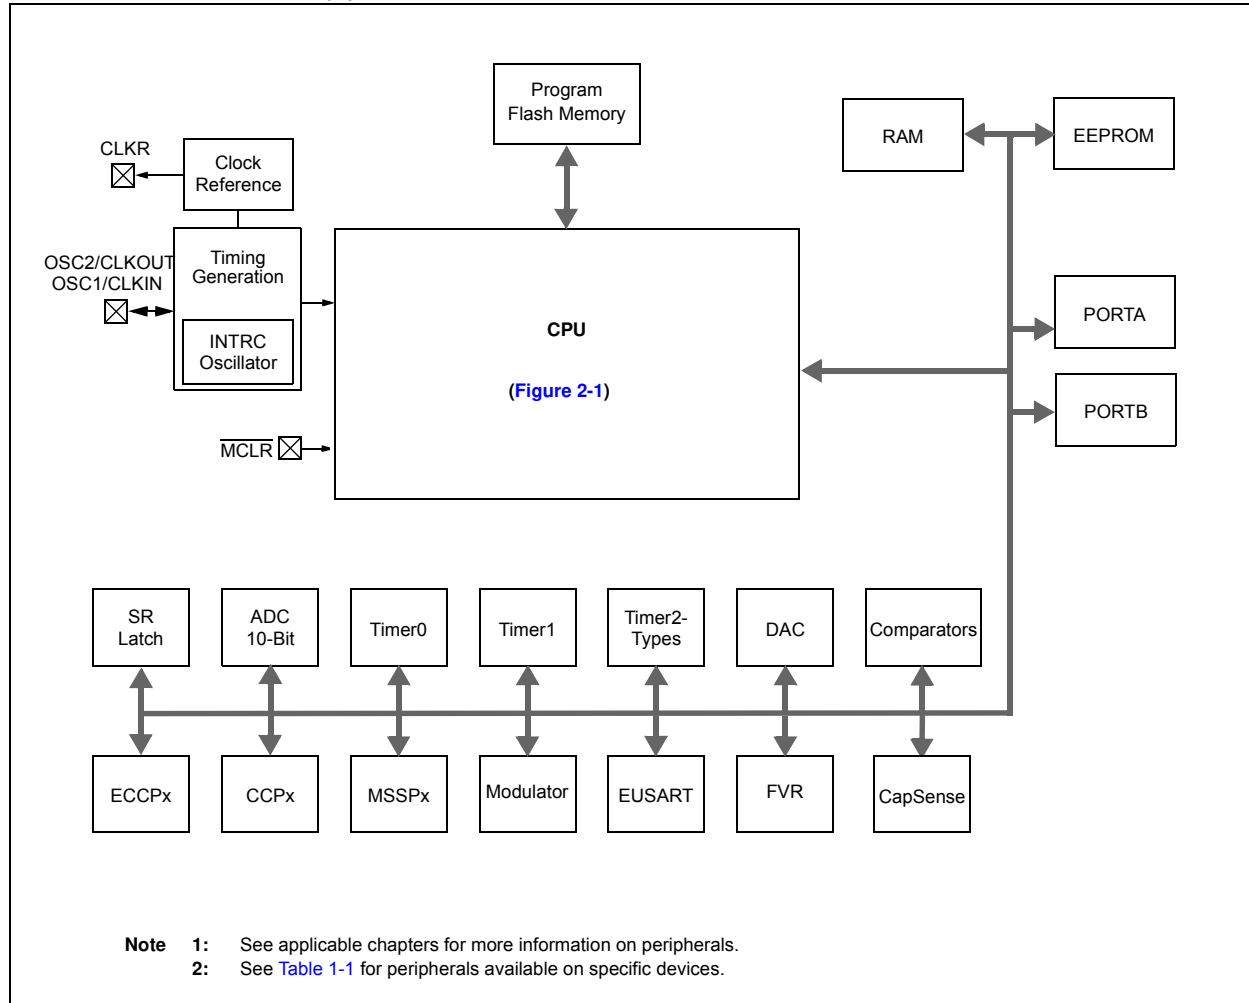 Program
Flash Memory
RAM
EEPROM
CLKR
Clock
Reference
OSC2/CLKOUT
OSC1/CLKIN
Timing
Generation
INTRC
Oscillator
MCLR
CPU
(Figure 2-1)
PORTA
PORTB
SR
Latch
ADC
10-Bit
Timer0
Timer1
Timer2-
Types
DAC
Comparators
ECCPx
CCPx
MSSPx
Modulator
EUSART
FVR
CapSense
Note 1: See applicable chapters for more information on peripherals.
2: See Table 1-1 for peripherals available on specific devices.